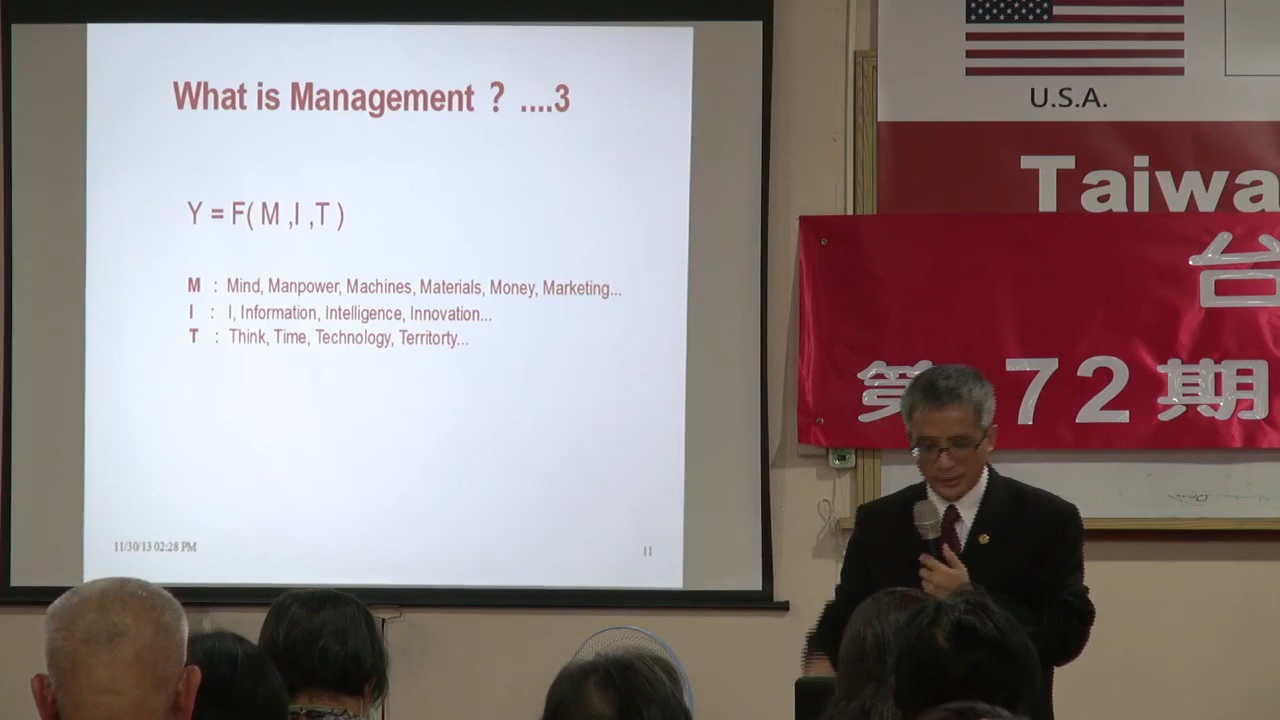 What is Management ? ....3
Y = F( M ,I ,T )
M : Mind, Manpower, Machines, Materials, Money, Marketing...
I : I, Information, Intelligence, Innovation...
T : Think, Time, Technology, Territorty...
11/30/13 02:28 PM
11
U.S.A.
Taiwa
台
第 72 期